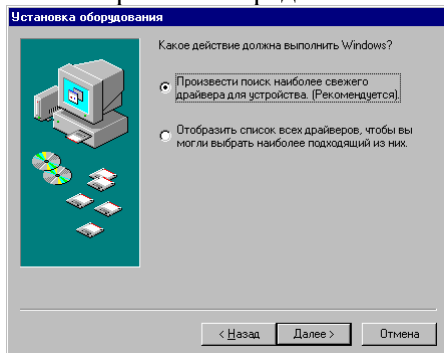 Установка оборудования
Какое действие должна выполнить Windows?
Произвести поиск наиболее свежего
драйвера для устройства. (Рекомендуется).
Отобразить список всех драйверов, чтобы вы
могли выбрать наиболее подходящий из них.
< Назад Далее > Отмена